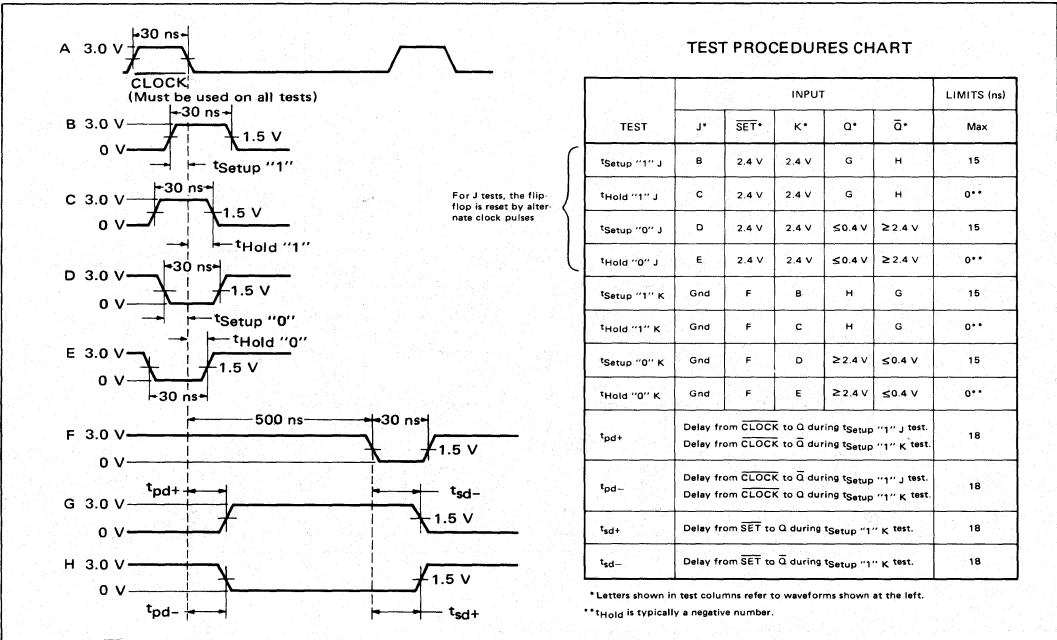 A 3.0 V
30 ns
CLOCK
(Must be used on all tests)
30 ns
B 3.0 V
1.5 V
0 V
tSetup "1"
30 ns
C 3.0 V
1.5 V
0 V
tHold "1"
30 ns
D 3.0 V
1.5 V
0 V
tSetup "0"
tHold "0"
E 3.0 V
1.5 V
0 V
30 ns
500 ns
30 ns
F 3.0 V
1.5 V
0 V
tpd+
tsd−
G 3.0 V
1.5 V
0 V
H 3.0 V
1.5 V
0 V
tpd−
tsd+
For J tests, the flip-
flop is reset by alter-
nate clock pulses
TEST PROCEDURES CHART
INPUT LIMITS (ns)
TEST J* S̅E̅T̅* K* Q* Q̅* Max
tSetup "1" J B 2.4 V 2.4 V G H 15
tHold "1" J C 2.4 V 2.4 V G H 0**
tSetup "0" J D 2.4 V 2.4 V ≤0.4 V ≥2.4 V 15
tHold "0" J E 2.4 V 2.4 V ≤0.4 V ≥2.4 V 0**
tSetup "1" K Gnd F B H G 15
tHold "1" K Gnd F C H G 0**
tSetup "0" K Gnd F D ≥2.4 V ≤0.4 V 15
tHold "0" K Gnd F E ≥2.4 V ≤0.4 V 0**
tpd+ Delay from C̅L̅O̅C̅K̅ to Q during tSetup "1" J test. 18
Delay from C̅L̅O̅C̅K̅ to Q̅ during tSetup "1" K test.
tpd− Delay from C̅L̅O̅C̅K̅ to Q̅ during tSetup "1" J test. 18
Delay from C̅L̅O̅C̅K̅ to Q during tSetup "1" K test.
tsd+ Delay from S̅E̅T̅ to Q during tSetup "1" K test. 18
tsd− Delay from S̅E̅T̅ to Q̅ during tSetup "1" K test. 18
*Letters shown in test columns refer to waveforms shown at the left.
**tHold is typically a negative number.